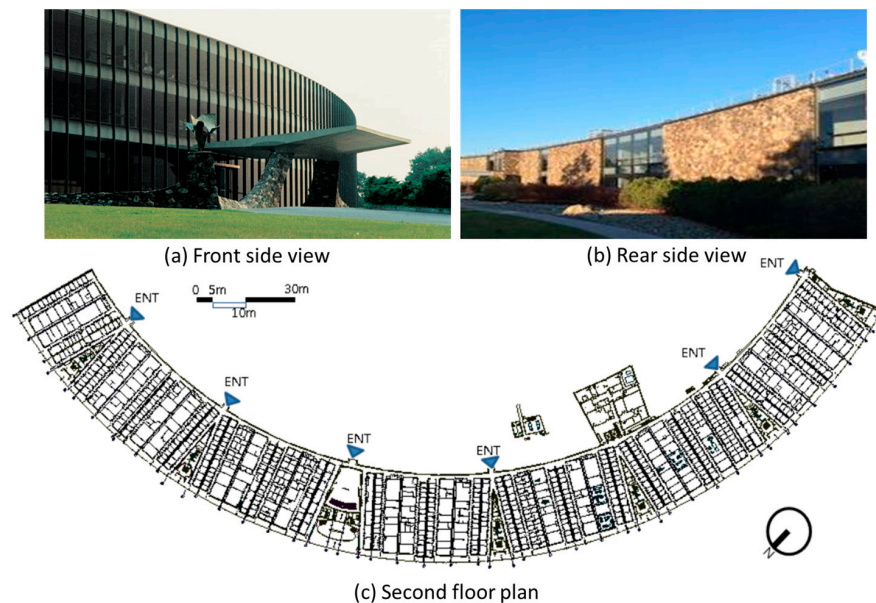 (a) Front side view
(b) Rear side view
ENT
ENT
0 5m 30m
10m
ENT
ENT
ENT
ENT
N
(c) Second floor plan